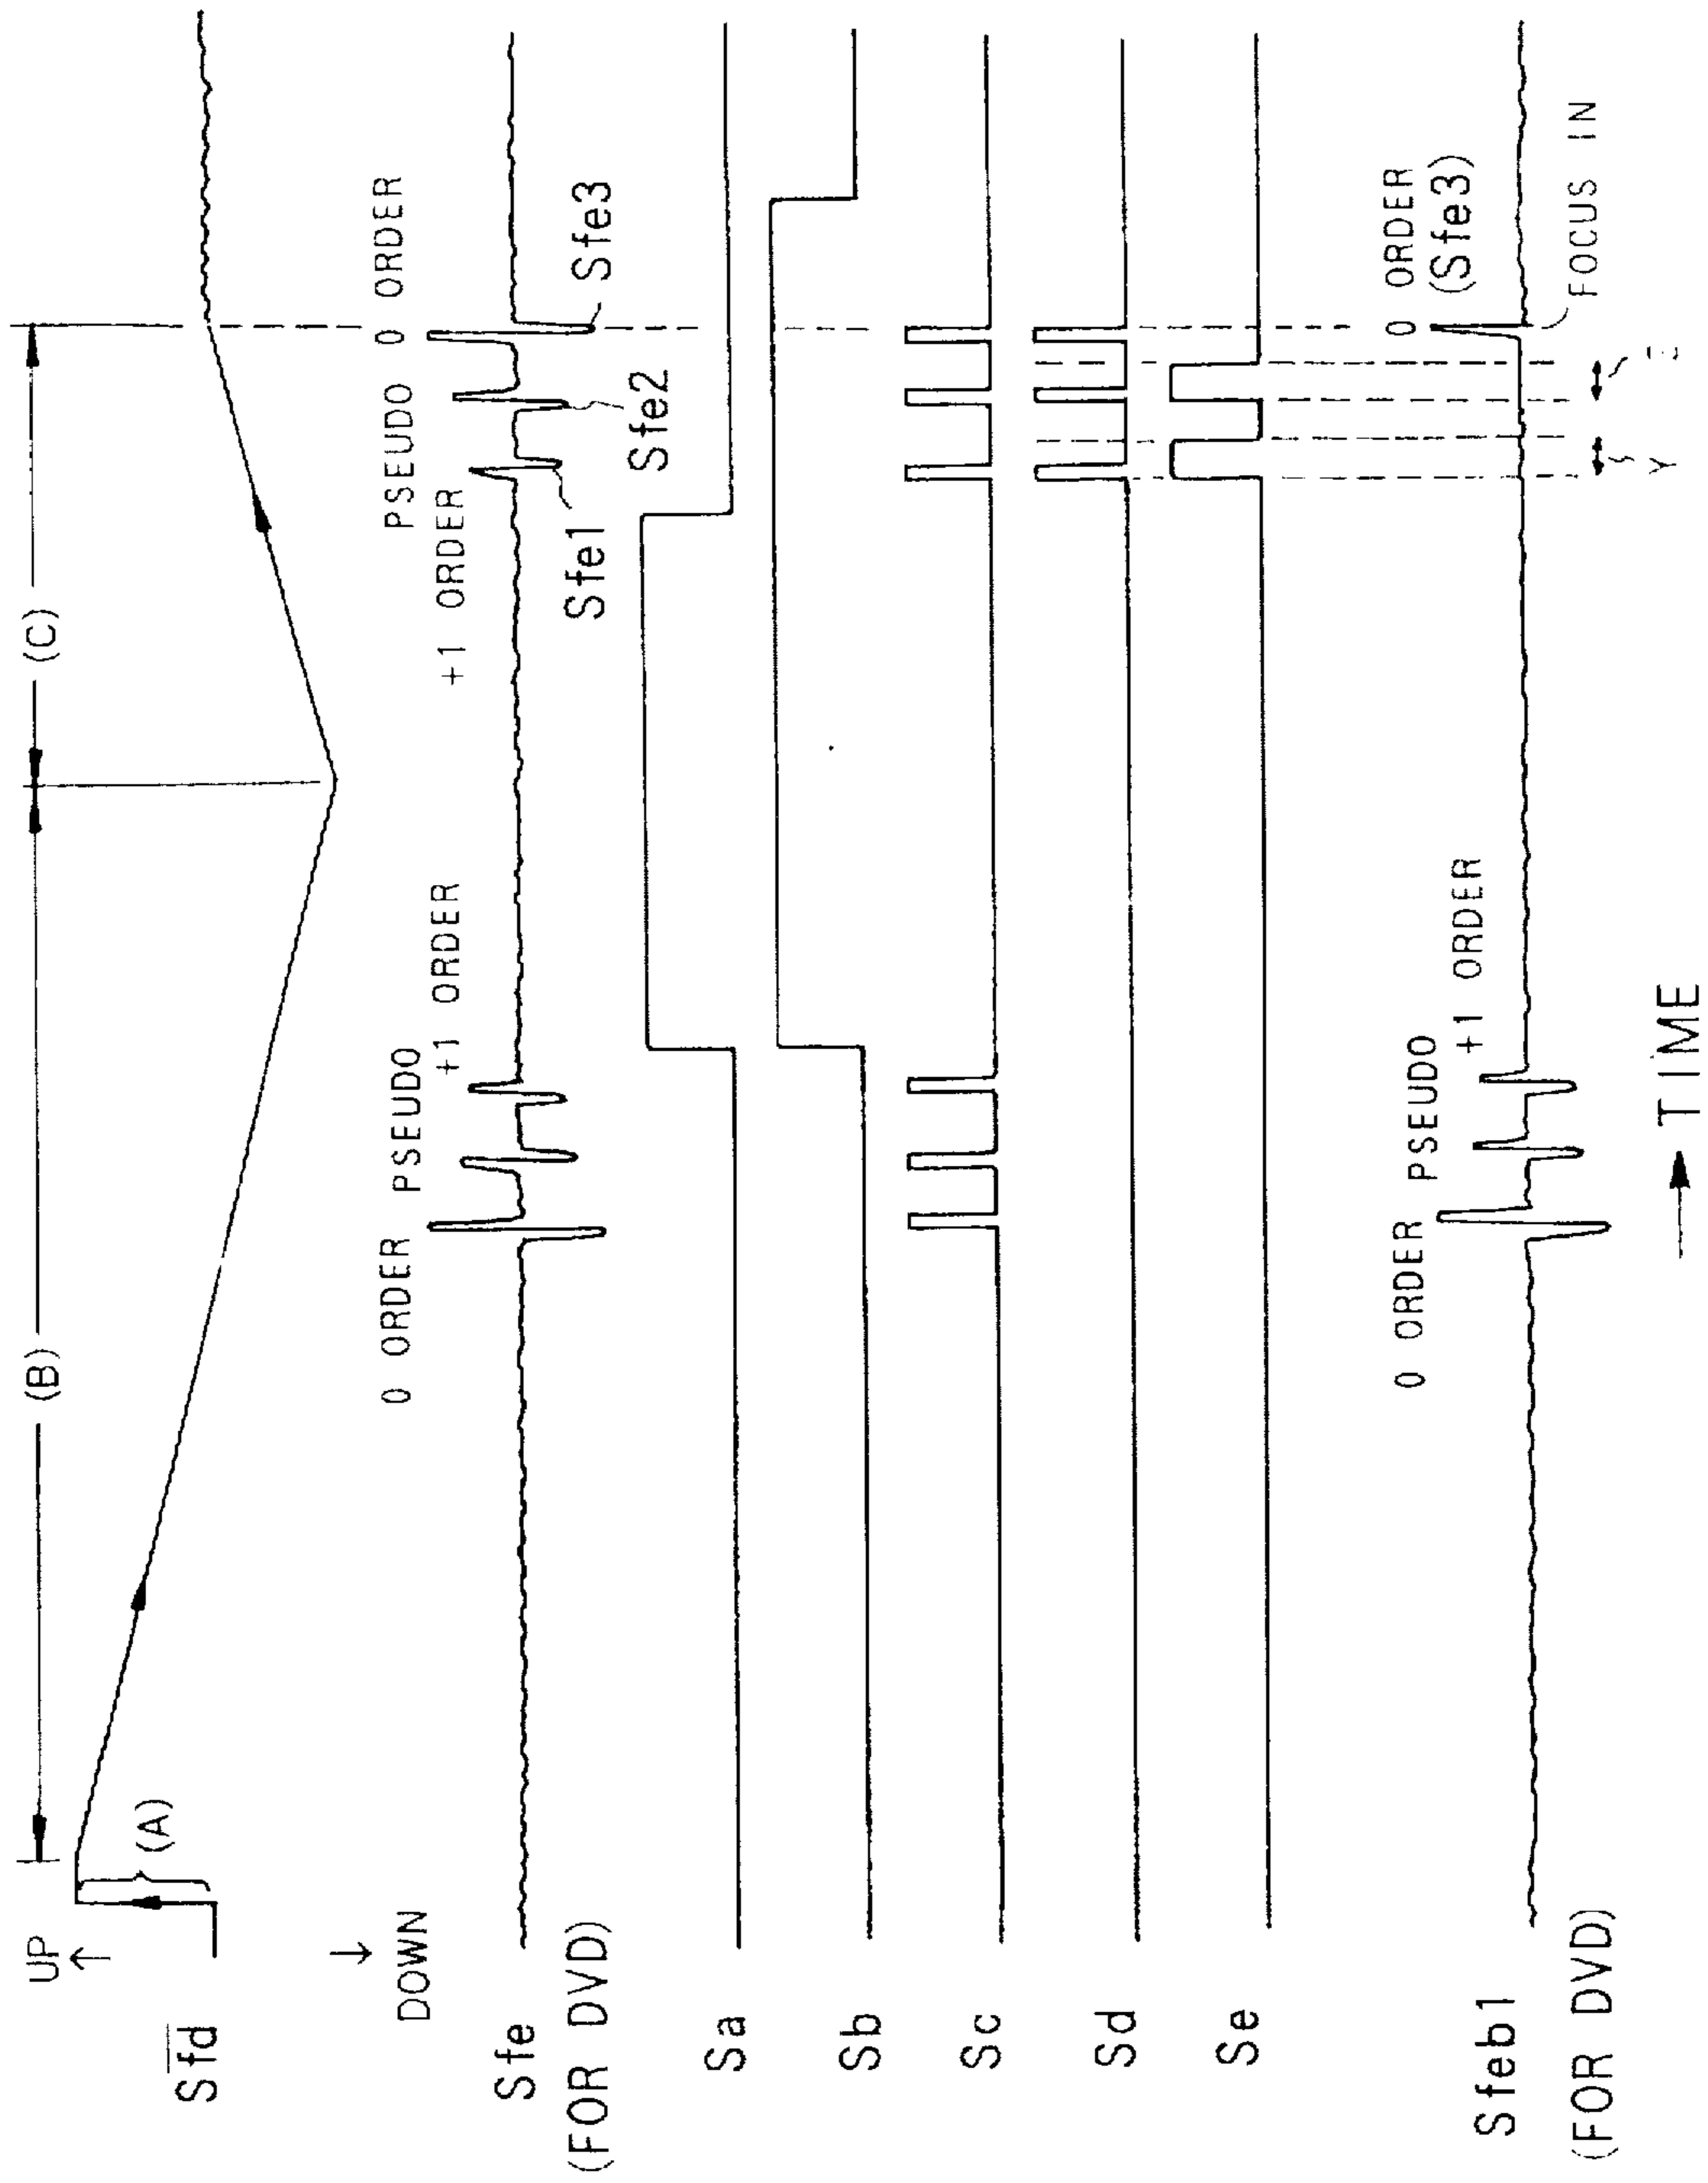 (B)
(C)
UP
(A)
Sfd
DOWN
0 ORDER PSEUDO
+1 ORDER
PSEUDO 0 ORDER
+1 ORDER
Sfe
(FOR DVD)
Sfe1
Sfe2
Sfe3
Sa
Sb
Sc
Sd
Se
0 ORDER PSEUDO
+1 ORDER
0 ORDER
(Sfe3)
Sfeb1
(FOR DVD)
FOCUS IN
Y
TIME